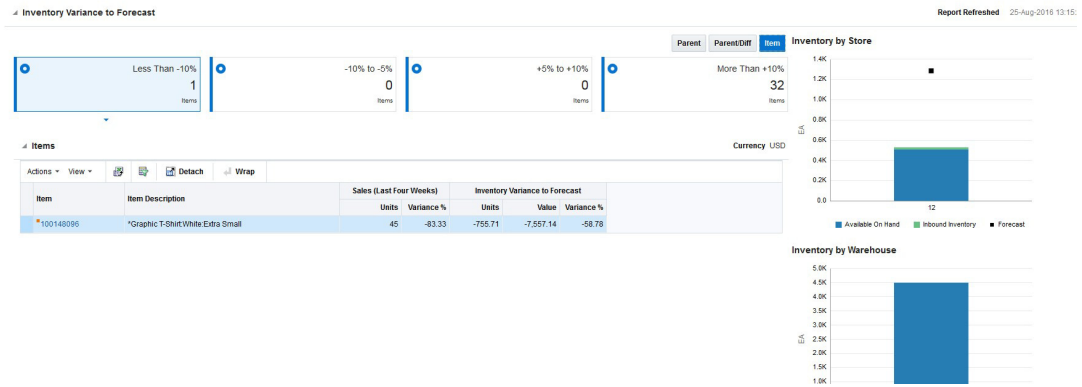 Inventory Variance to Forecast
Report Refreshed 25-Aug-2016 13:15:
Parent Parent/Diff Item
Less Than -10%
1
Items
-10% to -5%
0
Items
+5% to +10%
0
Items
More Than +10%
32
Items
Items
Currency USD
Actions View Detach Wrap
Item Item Description Sales (Last Four Weeks) Inventory Variance to Forecast
Units Variance % Units Value Variance %
100148096 *Graphic T-Shirt:White:Extra Small 45 -83.33 -755.71 -7,557.14 -58.78
Inventory by Store
1.4K
1.2K
1.0K
0.8K
0.6K
0.4K
0.2K
0.0
EA
12
Available On Hand Inbound Inventory Forecast
Inventory by Warehouse
5.0K
4.5K
4.0K
3.5K
3.0K
2.5K
2.0K
1.5K
1.0K
EA